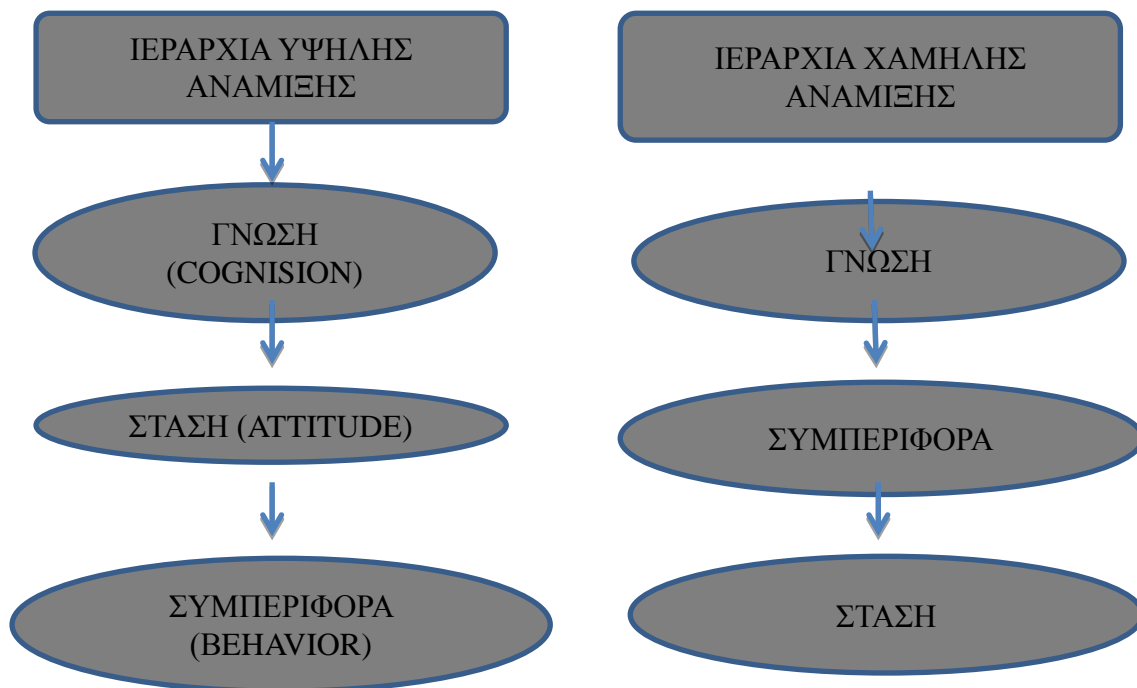 ΙΕΡΑΡΧΙΑ ΥΨΗΛΗΣ
ΑΝΑΜΙΞΗΣ
ΓΝΩΣΗ
(COGNISION)
ΣΤΑΣΗ (ATTITUDE)
ΣΥΜΠΕΡΙΦΟΡΑ
(BEHAVIOR)
ΙΕΡΑΡΧΙΑ ΧΑΜΗΛΗΣ
ΑΝΑΜΙΞΗΣ
ΓΝΩΣΗ
ΣΥΜΠΕΡΙΦΟΡΑ
ΣΤΑΣΗ